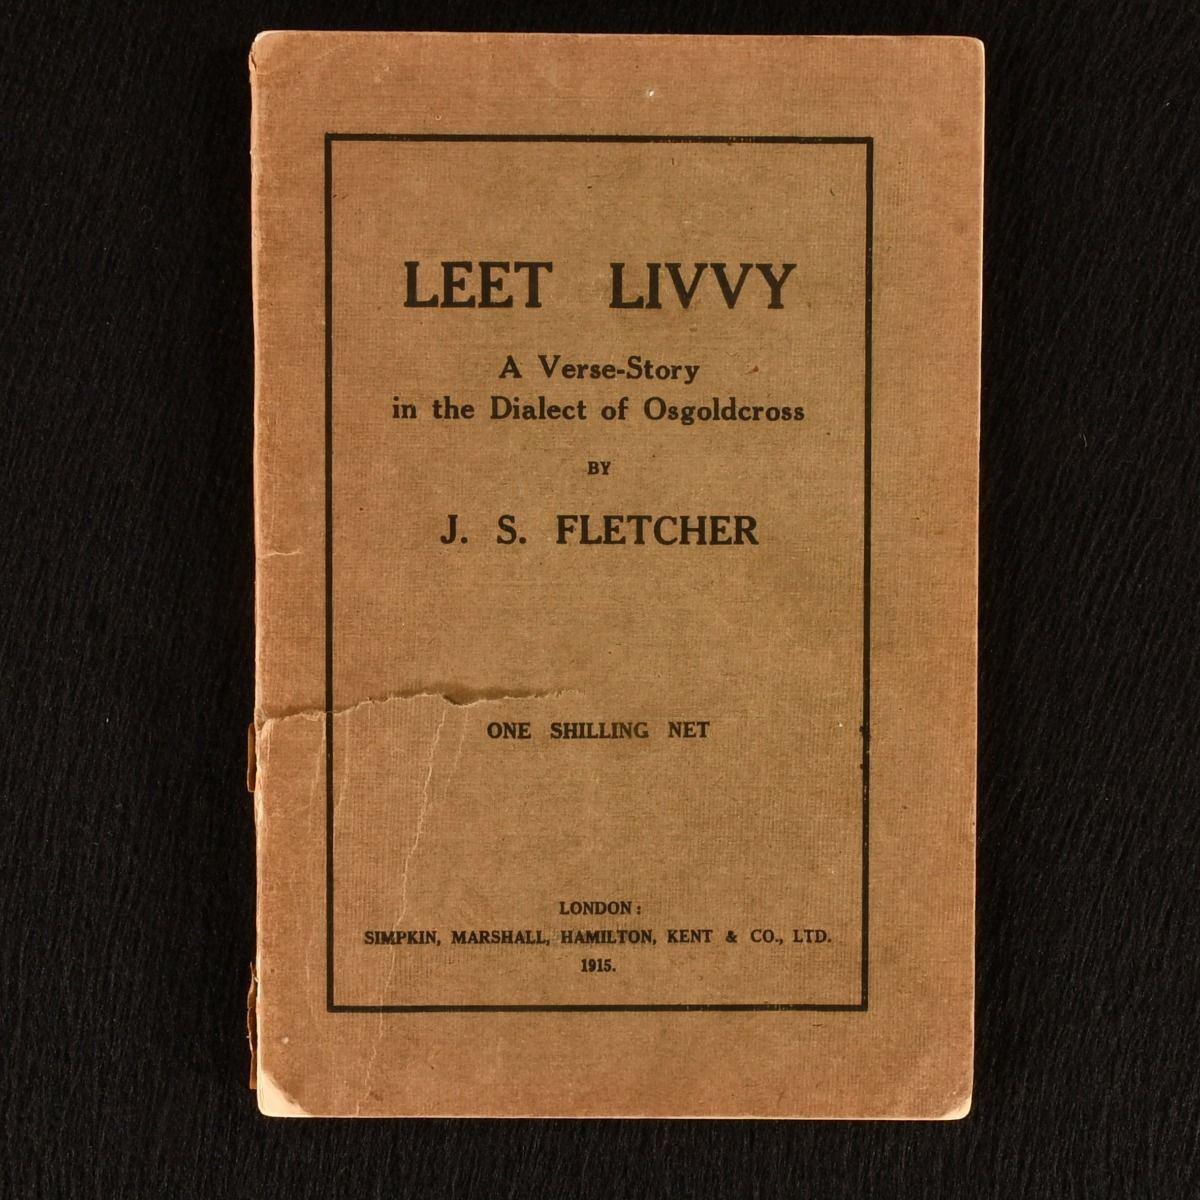 LEET LIVVY
A Verse-Story
in the Dialect of Osgoldcross
BY
J. S. FLETCHER
ONE SHILLING NET
LONDON:
SIMPKIN, MARSHALL, HAMILTON, KENT & CO., LTD.
1915.